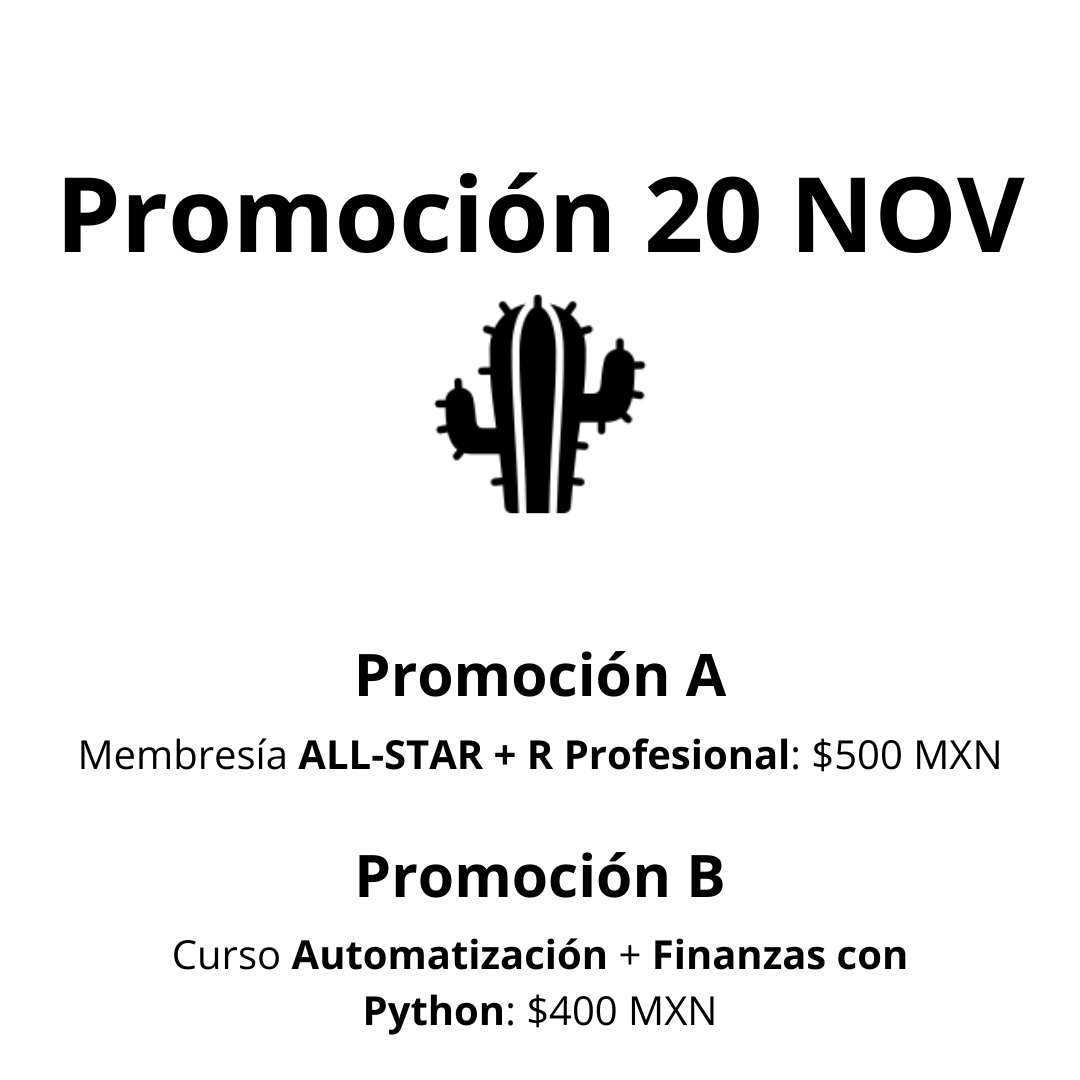 Promoción 20 NOV
Promoción A
Membresía ALL-STAR + R Profesional: $500 MXN
Promoción B
Curso Automatización + Finanzas con
Python: $400 MXN